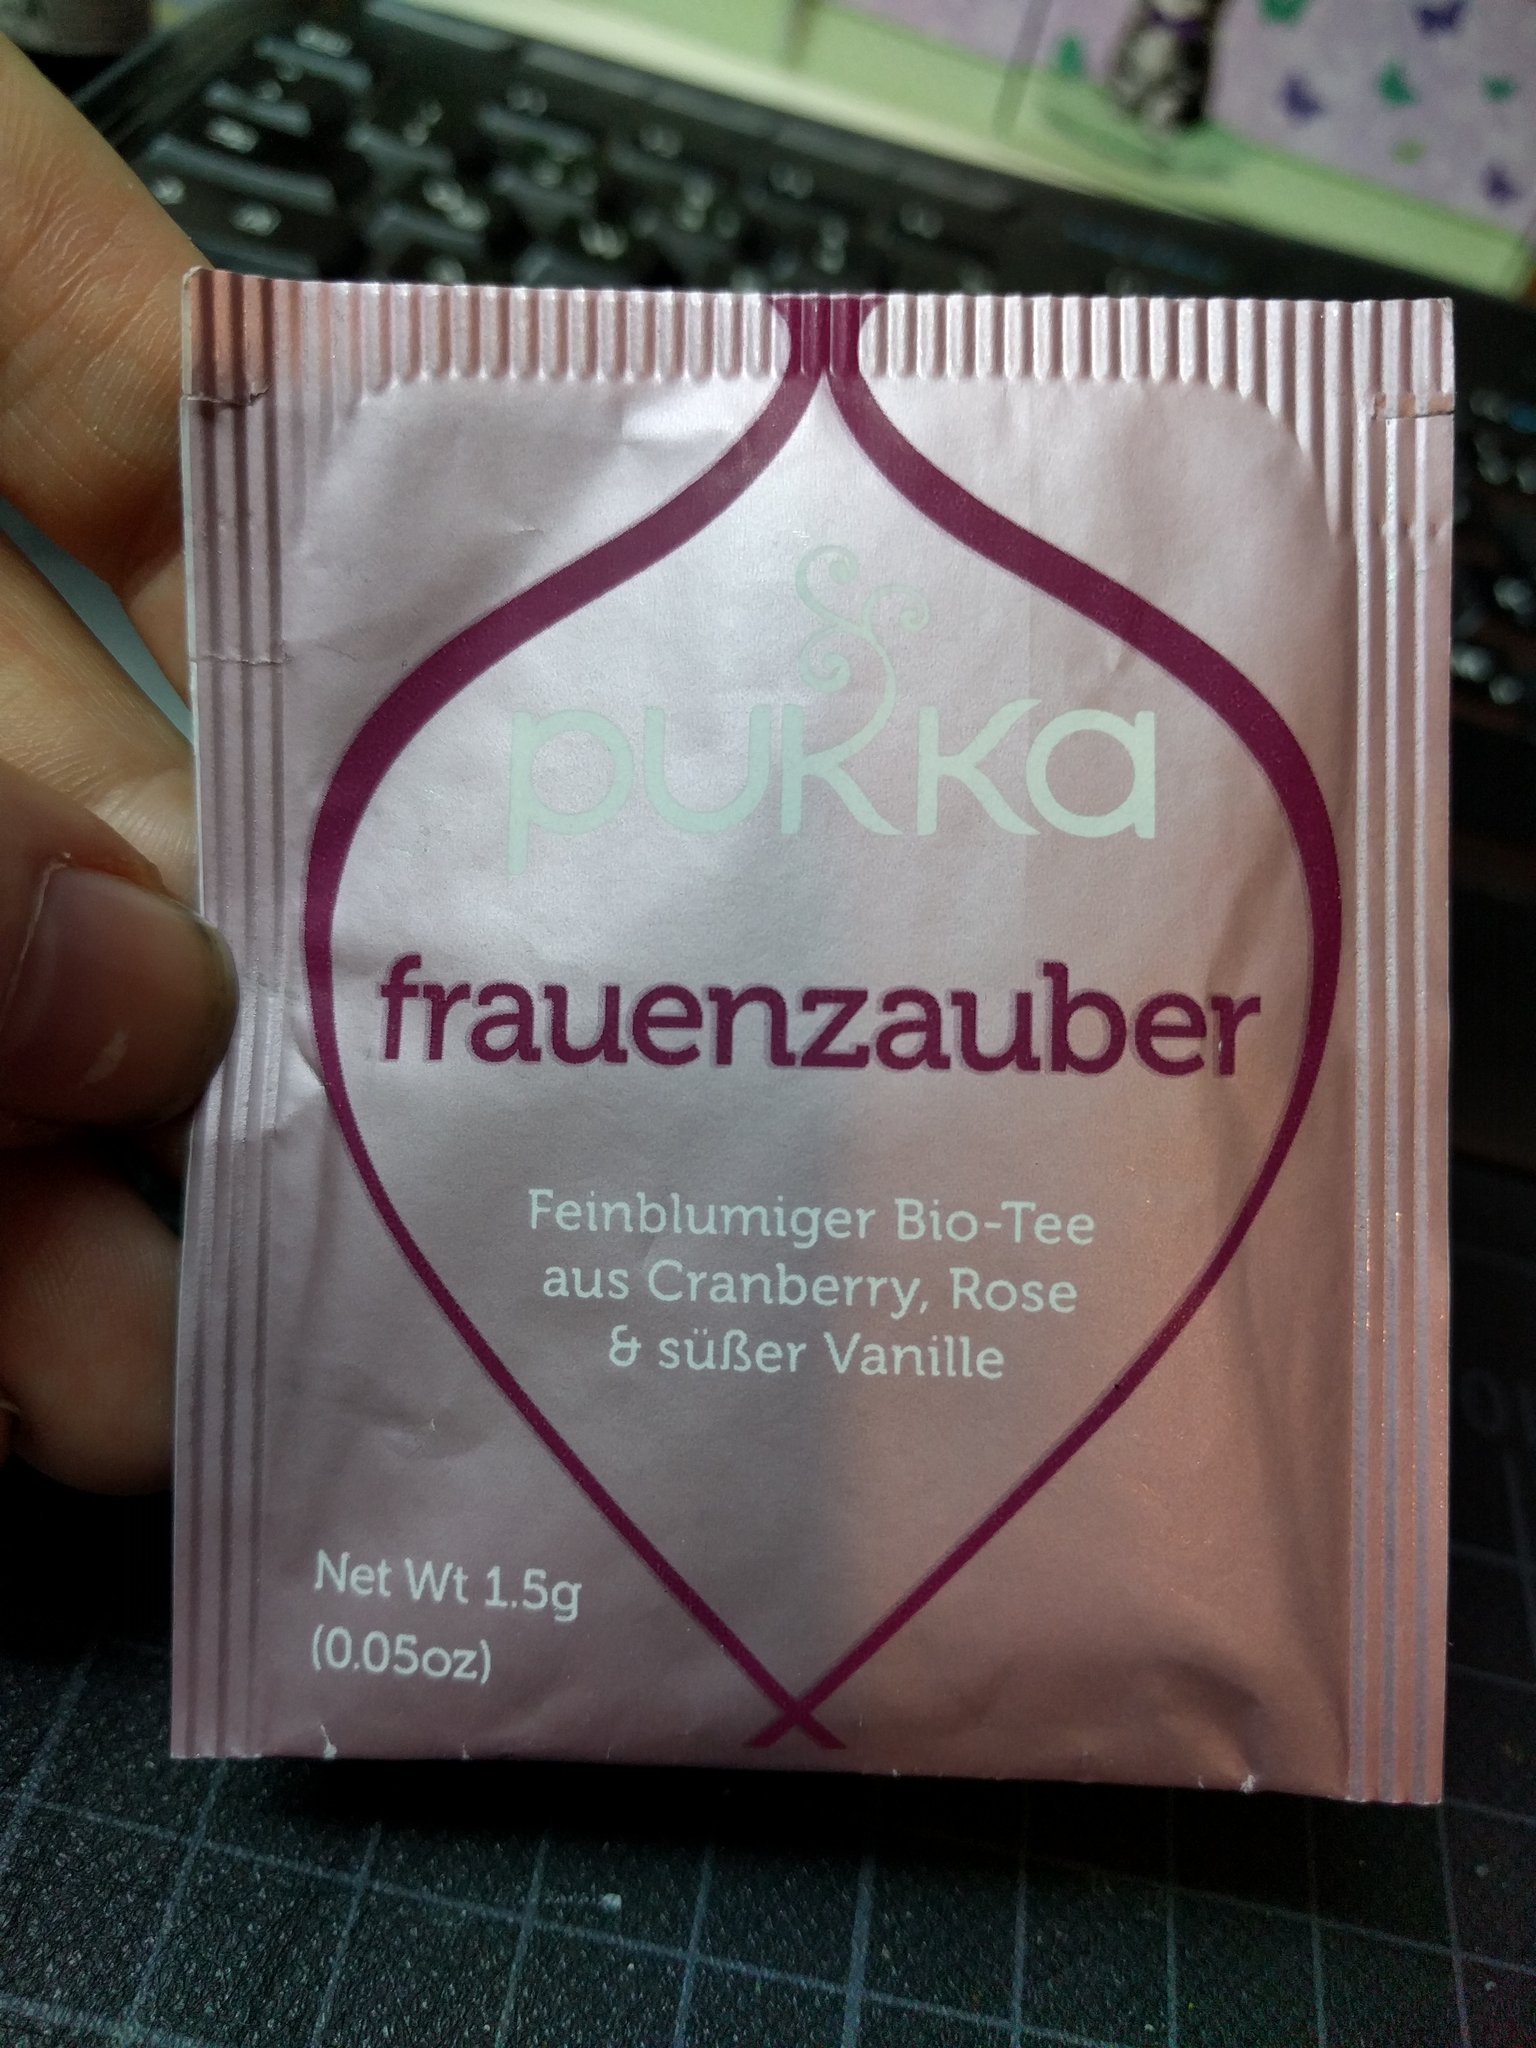 pukka
frauenzauber
Feinblumiger Bio-Tee
aus Cranberry, Rose
& süßer Vanille
Net Wt 1.5g
(0.05oz)